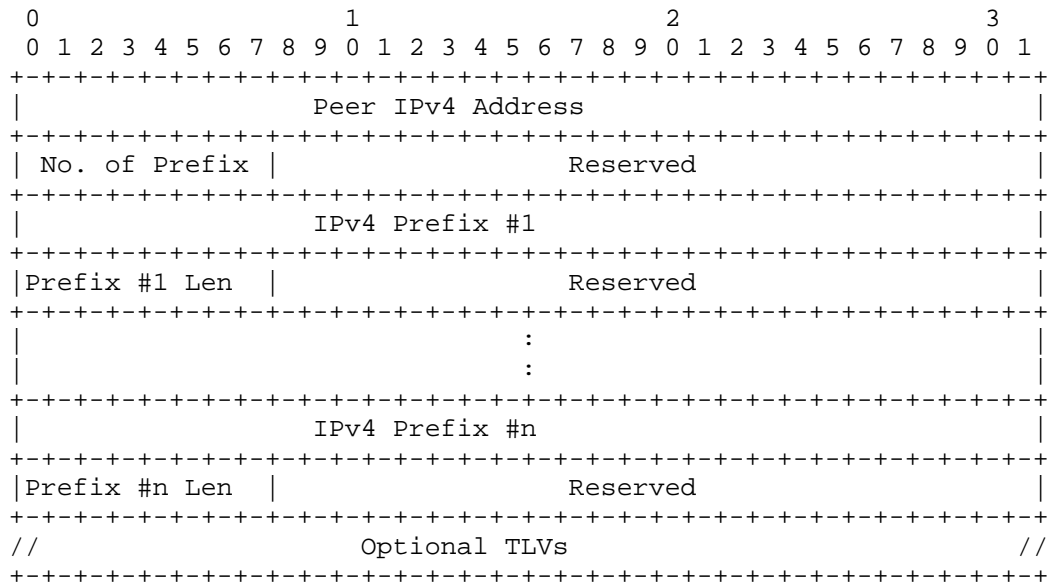 0                   1                   2                   3
 0 1 2 3 4 5 6 7 8 9 0 1 2 3 4 5 6 7 8 9 0 1 2 3 4 5 6 7 8 9 0 1
+-+-+-+-+-+-+-+-+-+-+-+-+-+-+-+-+-+-+-+-+-+-+-+-+-+-+-+-+-+-+-+-+
|                  Peer IPv4 Address                            |
+-+-+-+-+-+-+-+-+-+-+-+-+-+-+-+-+-+-+-+-+-+-+-+-+-+-+-+-+-+-+-+-+
| No. of Prefix |                  Reserved                     |
+-+-+-+-+-+-+-+-+-+-+-+-+-+-+-+-+-+-+-+-+-+-+-+-+-+-+-+-+-+-+-+-+
|                  IPv4 Prefix #1                               |
+-+-+-+-+-+-+-+-+-+-+-+-+-+-+-+-+-+-+-+-+-+-+-+-+-+-+-+-+-+-+-+-+
|Prefix #1 Len  |                  Reserved                     |
+-+-+-+-+-+-+-+-+-+-+-+-+-+-+-+-+-+-+-+-+-+-+-+-+-+-+-+-+-+-+-+-+
|                               :                               |
|                               :                               |
+-+-+-+-+-+-+-+-+-+-+-+-+-+-+-+-+-+-+-+-+-+-+-+-+-+-+-+-+-+-+-+-+
|                  IPv4 Prefix #n                               |
+-+-+-+-+-+-+-+-+-+-+-+-+-+-+-+-+-+-+-+-+-+-+-+-+-+-+-+-+-+-+-+-+
|Prefix #n Len  |                  Reserved                     |
+-+-+-+-+-+-+-+-+-+-+-+-+-+-+-+-+-+-+-+-+-+-+-+-+-+-+-+-+-+-+-+-+
//                    Optional TLVs                            //
+-+-+-+-+-+-+-+-+-+-+-+-+-+-+-+-+-+-+-+-+-+-+-+-+-+-+-+-+-+-+-+-+